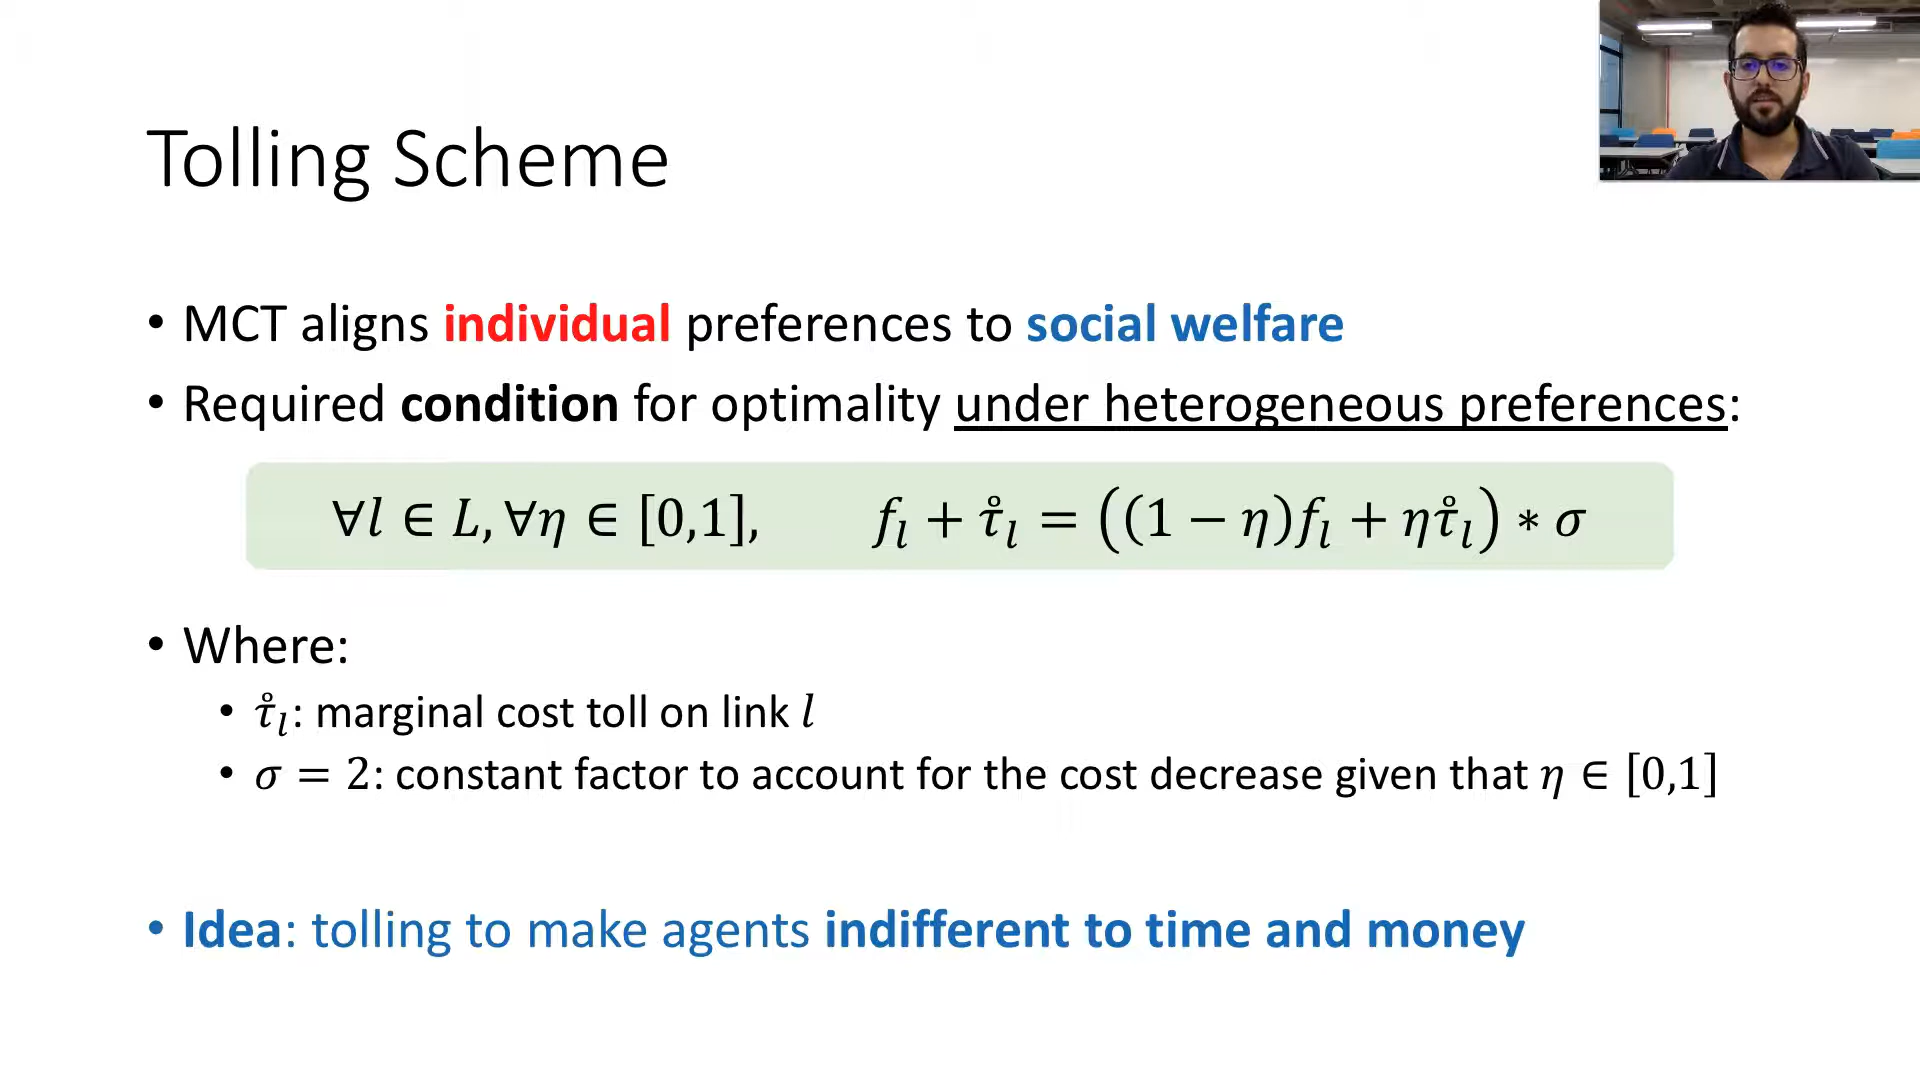 Tolling Scheme
• MCT aligns individual preferences to social welfare
• Required condition for optimality under heterogeneous preferences:
∀l ∈ L, ∀η ∈ [0,1], f_l + τ̊_l = ((1 − η)f_l + ητ̊_l) ∗ σ
• Where:
• τ̊_l: marginal cost toll on link l
• σ = 2: constant factor to account for the cost decrease given that η ∈ [0,1]
• Idea: tolling to make agents indifferent to time and money